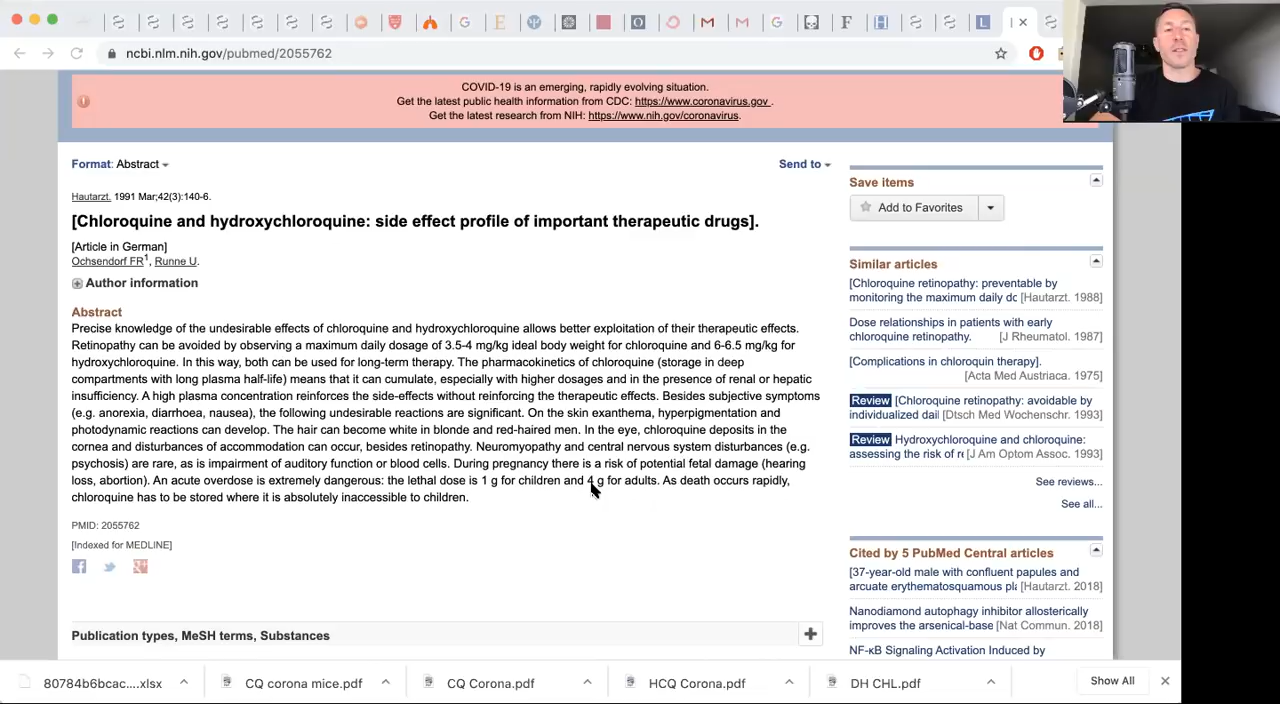 ncbi.nlm.nih.gov/pubmed/2055762
COVID-19 is an emerging, rapidly evolving situation.
Get the latest public health information from CDC: https://www.coronavirus.gov .
Get the latest research from NIH: https://www.nih.gov/coronavirus.
Format: Abstract
Send to
Hautarzt. 1991 Mar;42(3):140-6.
[Chloroquine and hydroxychloroquine: side effect profile of important therapeutic drugs].
[Article in German]
Ochsendorf FR1, Runne U.
Author information
Abstract
Precise knowledge of the undesirable effects of chloroquine and hydroxychloroquine allows better exploitation of their therapeutic effects.
Retinopathy can be avoided by observing a maximum daily dosage of 3.5-4 mg/kg ideal body weight for chloroquine and 6-6.5 mg/kg for
hydroxychloroquine. In this way, both can be used for long-term therapy. The pharmacokinetics of chloroquine (storage in deep
compartments with long plasma half-life) means that it can cumulate, especially with higher dosages and in the presence of renal or hepatic
insufficiency. A high plasma concentration reinforces the side-effects without reinforcing the therapeutic effects. Besides subjective symptoms
(e.g. anorexia, diarrhoea, nausea), the following undesirable reactions are significant. On the skin exanthema, hyperpigmentation and
photodynamic reactions can develop. The hair can become white in blonde and red-haired men. In the eye, chloroquine deposits in the
cornea and disturbances of accommodation can occur, besides retinopathy. Neuromyopathy and central nervous system disturbances (e.g.
psychosis) are rare, as is impairment of auditory function or blood cells. During pregnancy there is a risk of potential fetal damage (hearing
loss, abortion). An acute overdose is extremely dangerous: the lethal dose is 1 g for children and 4 g for adults. As death occurs rapidly,
chloroquine has to be stored where it is absolutely inaccessible to children.
PMID: 2055762
[Indexed for MEDLINE]
Publication types, MeSH terms, Substances
Save items
Add to Favorites
Similar articles
[Chloroquine retinopathy: preventable by
monitoring the maximum daily dc [Hautarzt. 1988]
Dose relationships in patients with early
chloroquine retinopathy. [J Rheumatol. 1987]
[Complications in chloroquin therapy].
[Acta Med Austriaca. 1975]
Review [Chloroquine retinopathy: avoidable by
individualized dail [Dtsch Med Wochenschr. 1993]
Review Hydroxychloroquine and chloroquine:
assessing the risk of re [J Am Optom Assoc. 1993]
See reviews...
See all...
Cited by 5 PubMed Central articles
[37-year-old male with confluent papules and
arcuate erythematosquamous pla [Hautarzt. 2018]
Nanodiamond autophagy inhibitor allosterically
improves the arsenical-base [Nat Commun. 2018]
NF-κB Signaling Activation Induced by
80784b6bcac....xlsx
CQ corona mice.pdf
CQ Corona.pdf
HCQ Corona.pdf
DH CHL.pdf
Show All